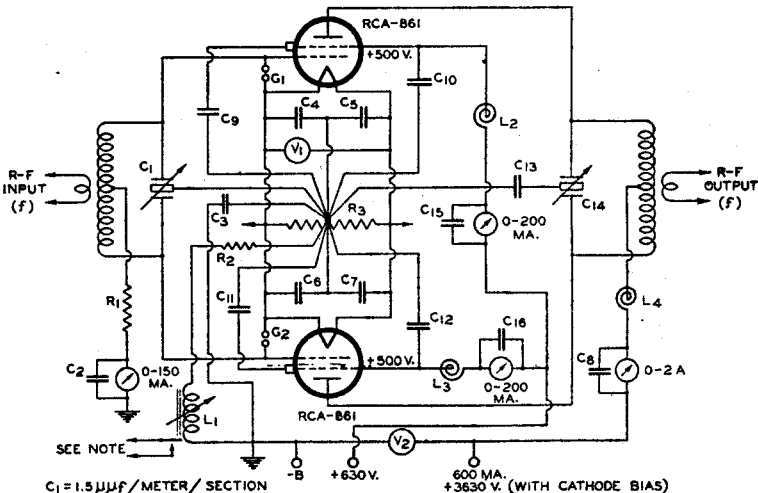 RCA-861
+500 V.
G1
C10
C9
C4
C5
L2
V1
R-F
INPUT
(f)
C1
C13
R-F
OUTPUT
(f)
C3
R3
C15
0-200
MA.
C14
R2
C6
C7
L4
R1
C11
C12
C16
G2
+500 V.
C8
0-2 A
C2
0-150
MA.
L3
0-200
MA.
RCA-861
L1
V2
SEE NOTE
-B
+630 V.
600 MA.
+3630 V. (WITH CATHODE BIAS)
C1 = 1.5 μμf / METER / SECTION